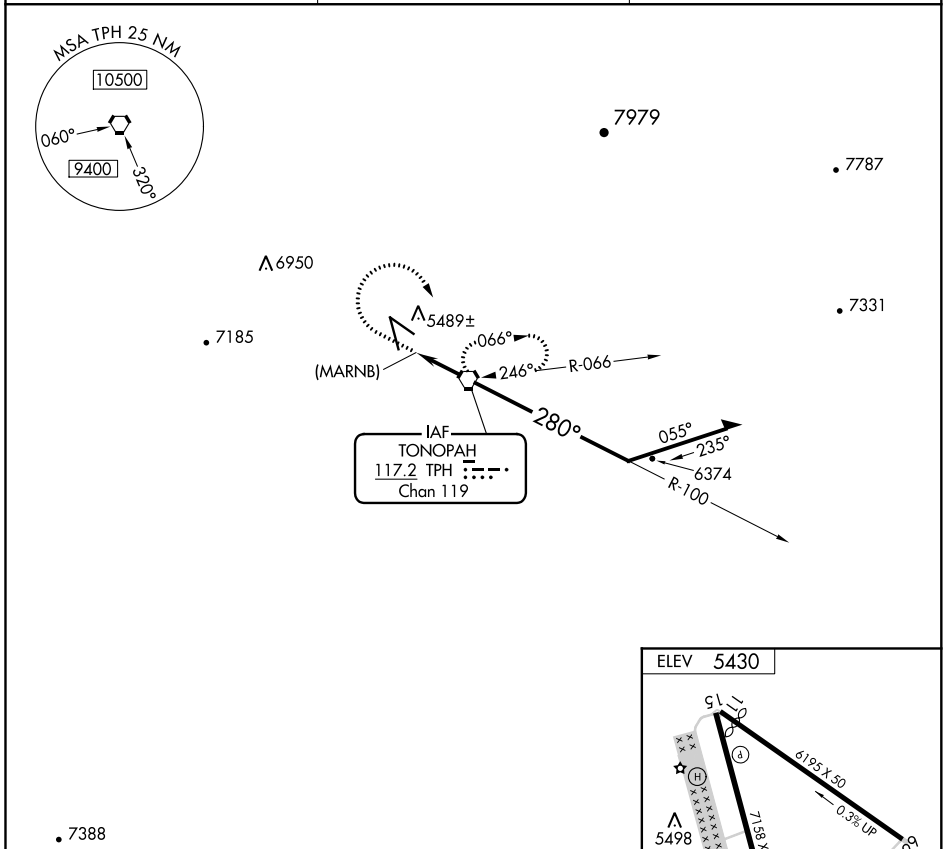 MSA TPH 25 NM
10500
060°
9400
320°
7979
7787
6950
7185
5489±
7331
(MARNB)
066°
246°
R-066
280°
IAF
TONOPAH
117.2 TPH
Chan 119
055°
235°
6374
R-100
ELEV 5430
15
11
6195 X 50
P
H
0.3% UP
5498
7158 X
7388